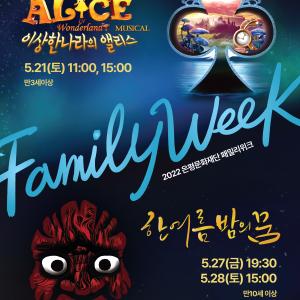 ALICE
in Wonderland MUSICAL
이상한나라의 앨리스
5.21(토) 11:00, 15:00
만3세이상
Family Week
2022 은평문화재단 패밀리위크
한여름 밤의 꿈
5.27(금) 19:30
5.28(토) 15:00
만10세 이상